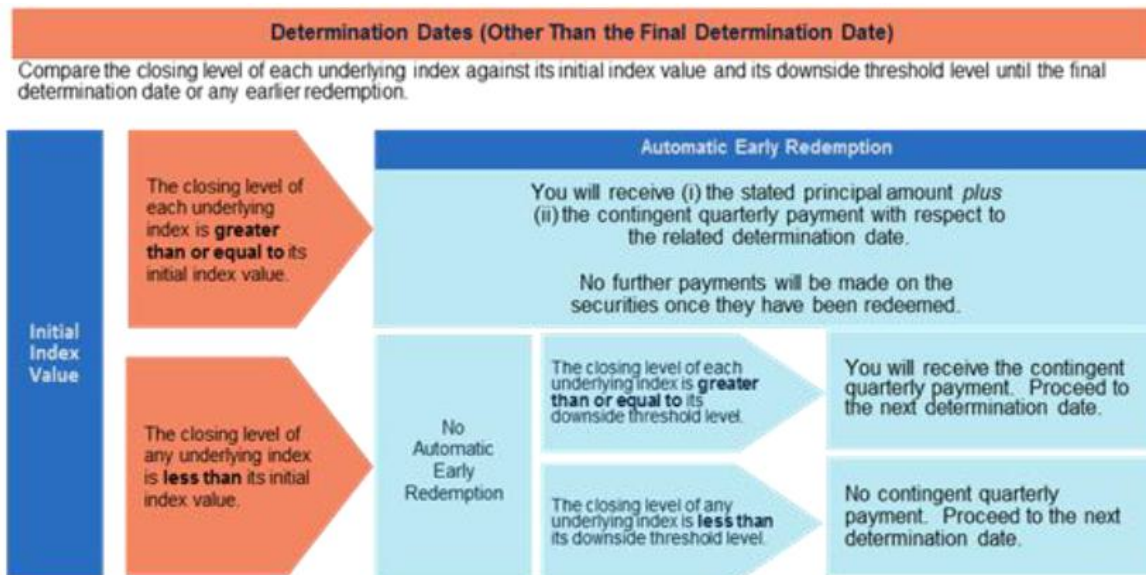 Determination Dates (Other Than the Final Determination Date)
Compare the closing level of each underlying index against its initial index value and its downside threshold level until the final
determination date or any earlier redemption.
Initial
Index
Value
The closing level of
each underlying
index is greater
than or equal to its
initial index value.
Automatic Early Redemption
You will receive (i) the stated principal amount plus
(ii) the contingent quarterly payment with respect to
the related determination date.
No further payments will be made on the
securities once they have been redeemed.
The closing level of
any underlying index
is less than its initial
index value.
No
Automatic
Early
Redemption
The closing level of each
underlying index is greater
than or equal to its
downside threshold level.
You will receive the contingent
quarterly payment. Proceed to
the next determination date.
The closing level of any
underlying index is less than
its downside threshold level.
No contingent quarterly
payment. Proceed to the next
determination date.